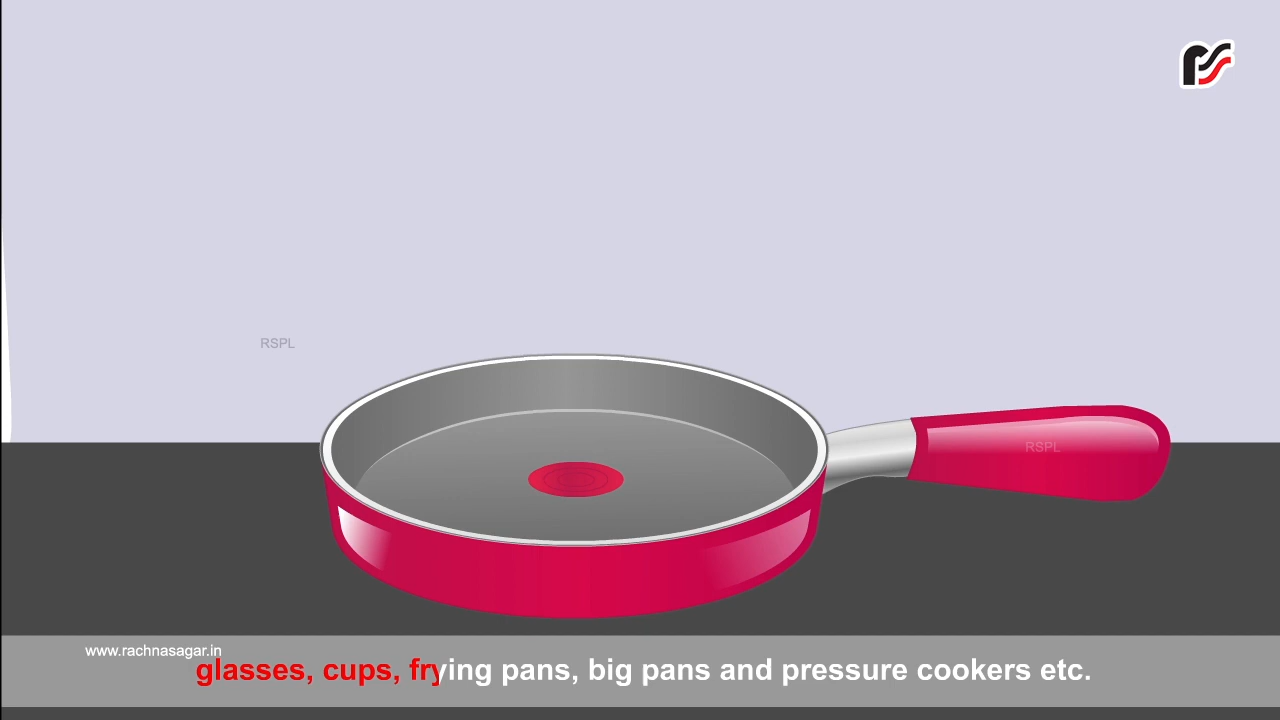 RSPL
RSPL
www.rachnasagar.in
glasses, cups, frying pans, big pans and pressure cookers etc.